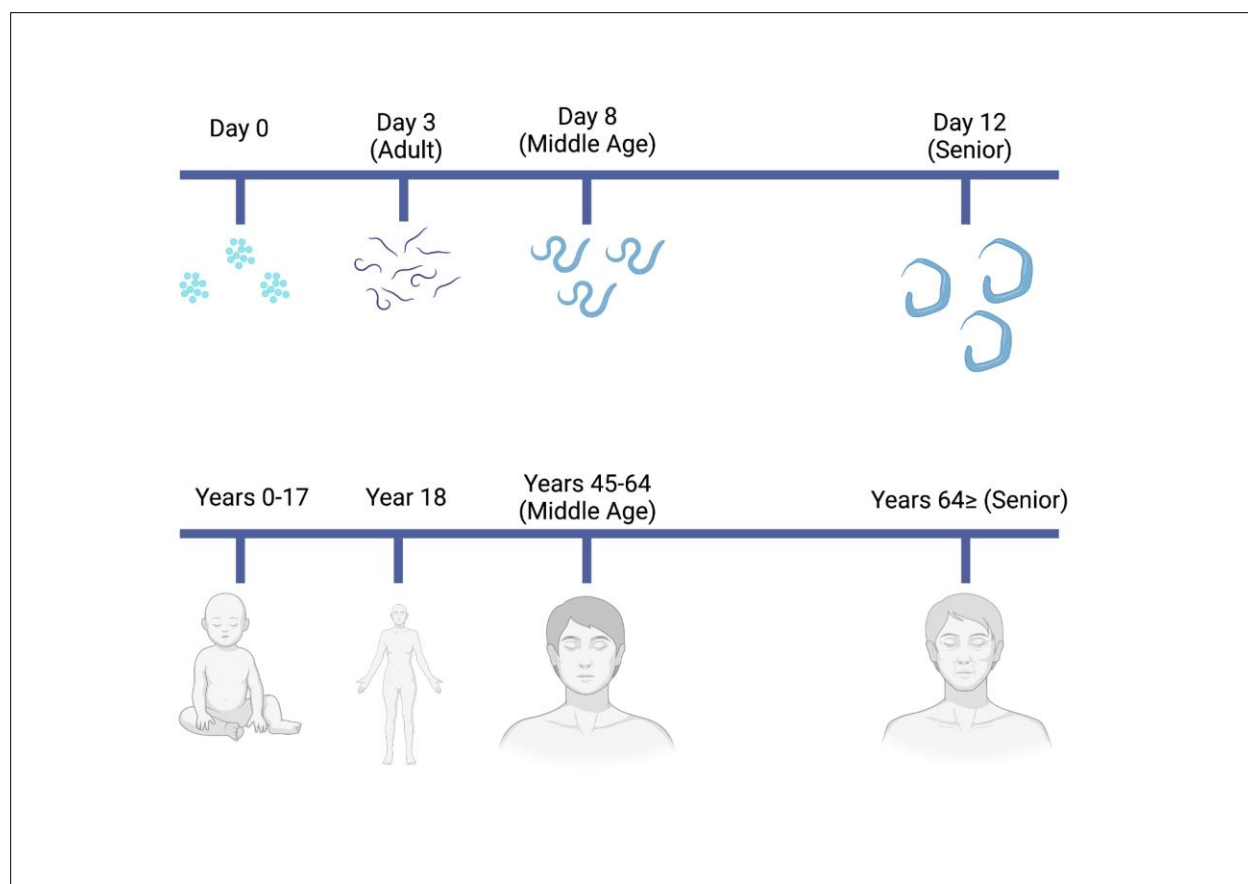 Day 0
Day 3
(Adult)
Day 8
(Middle Age)
Day 12
(Senior)
Years 0-17
Year 18
Years 45-64
(Middle Age)
Years 64≥ (Senior)